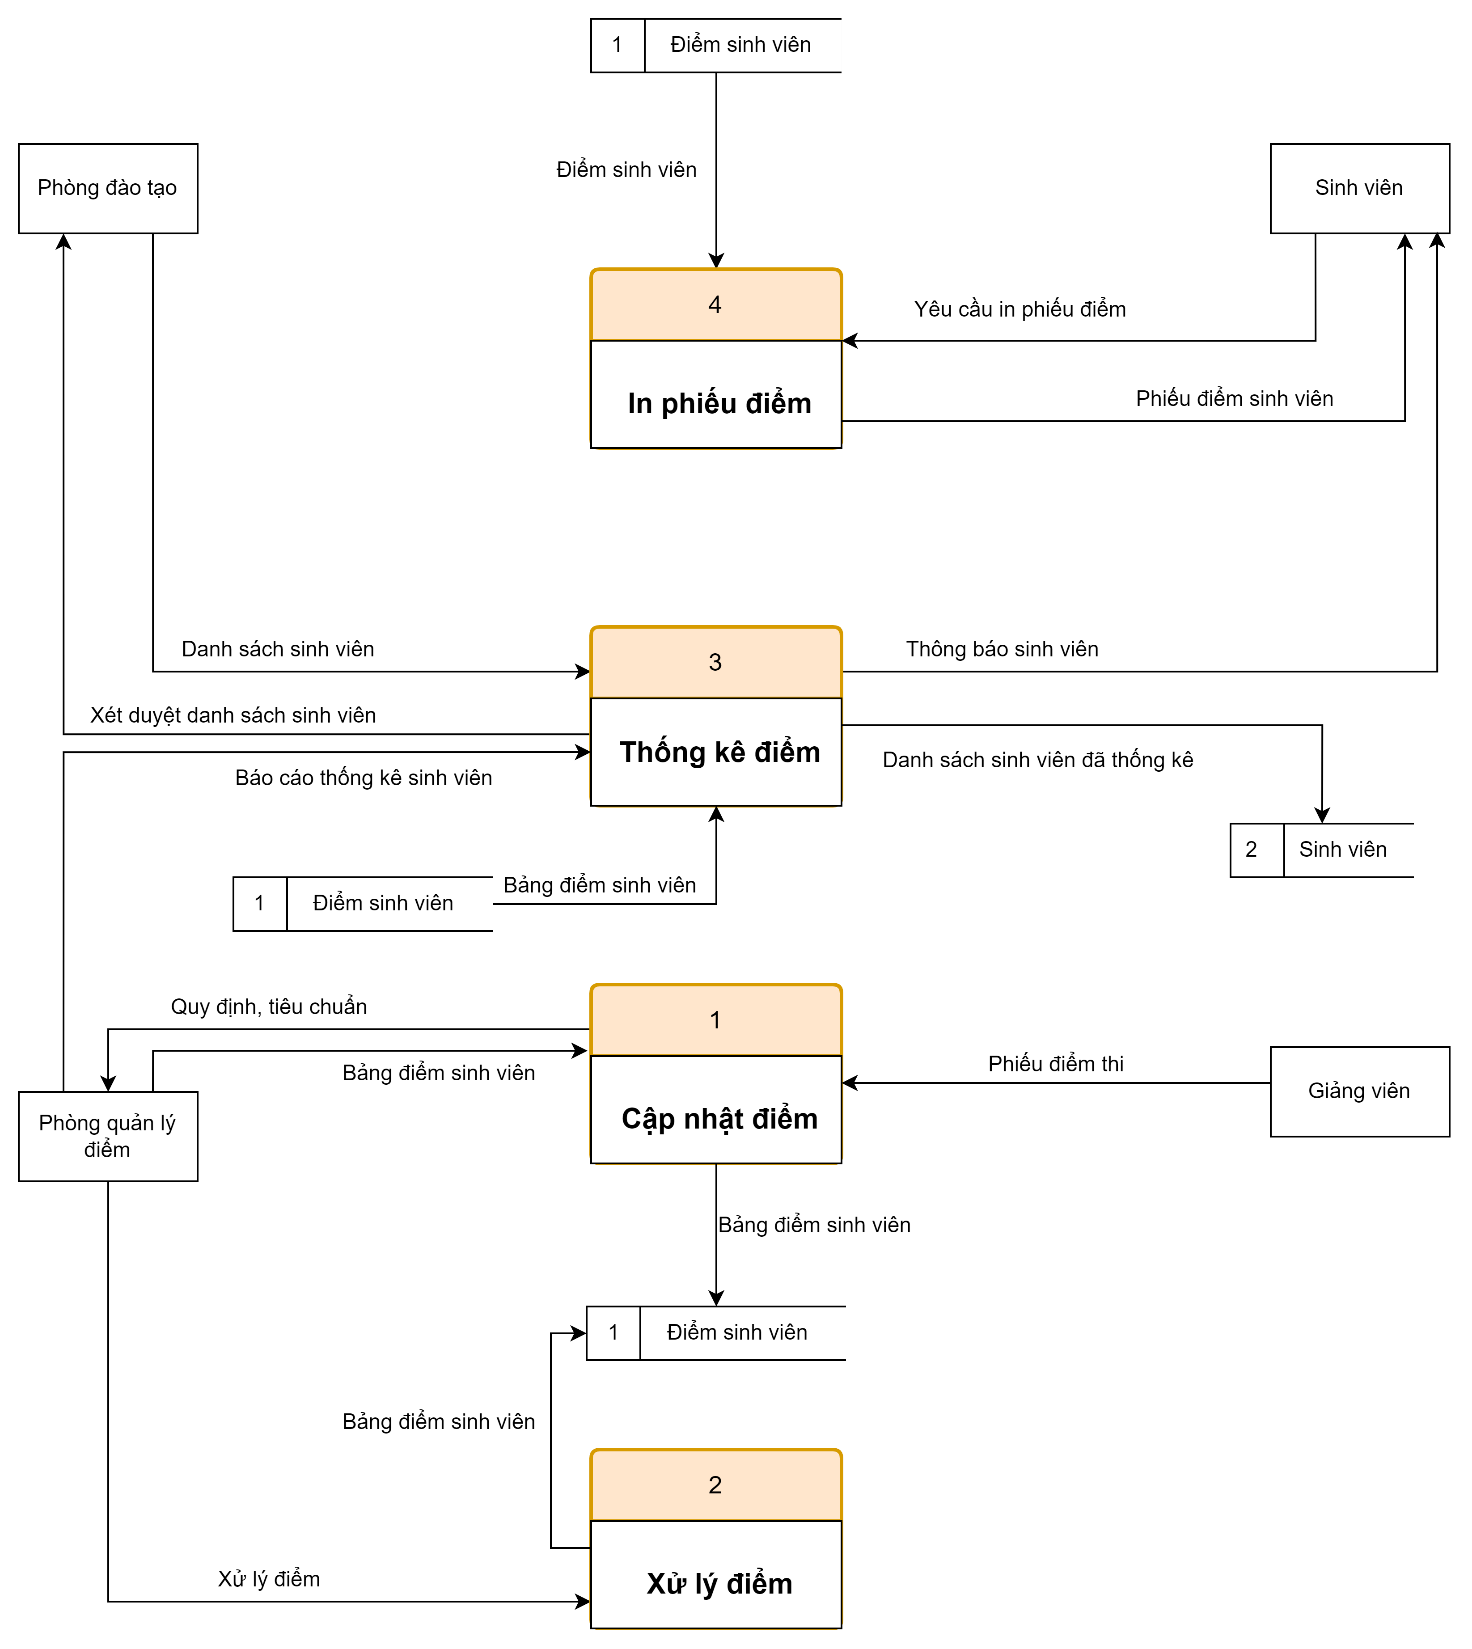 1
Điểm sinh viên
Điểm sinh viên
Phòng đào tạo
Sinh viên
4
Yêu cầu in phiếu điểm
In phiếu điểm
Phiếu điểm sinh viên
Danh sách sinh viên
3
Thông báo sinh viên
Xét duyệt danh sách sinh viên
Thống kê điểm
Danh sách sinh viên đã thống kê
Báo cáo thống kê sinh viên
2
Sinh viên
Bảng điểm sinh viên
1
Điểm sinh viên
Quy định, tiêu chuẩn
1
Bảng điểm sinh viên
Phiếu điểm thi
Giảng viên
Phòng quản lý
điểm
Cập nhật điểm
Bảng điểm sinh viên
1
Điểm sinh viên
Bảng điểm sinh viên
2
Xử lý điểm
Xử lý điểm